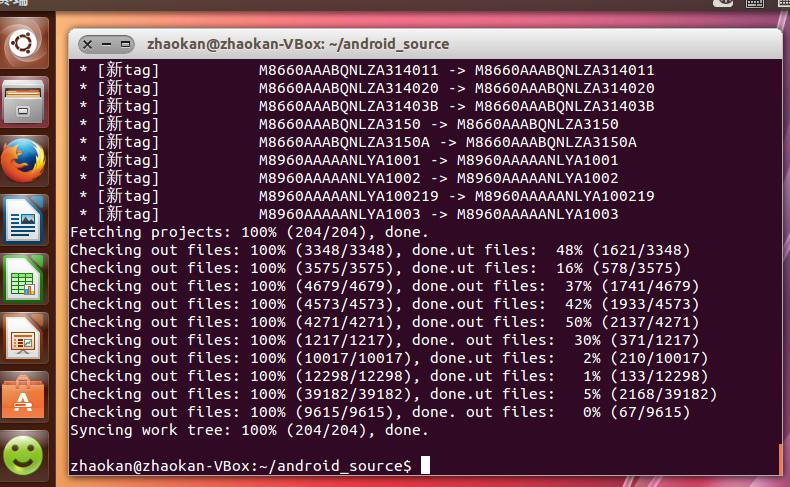 终端
zhaokan@zhaokan-VBox: ~/android_source
* [新tag] M8660AAABQNLZA314011 -> M8660AAABQNLZA314011
* [新tag] M8660AAABQNLZA314020 -> M8660AAABQNLZA314020
* [新tag] M8660AAABQNLZA31403B -> M8660AAABQNLZA31403B
* [新tag] M8660AAABQNLZA3150 -> M8660AAABQNLZA3150
* [新tag] M8660AAABQNLZA3150A -> M8660AAABQNLZA3150A
* [新tag] M8960AAAAANLYA1001 -> M8960AAAAANLYA1001
* [新tag] M8960AAAAANLYA1002 -> M8960AAAAANLYA1002
* [新tag] M8960AAAAANLYA100219 -> M8960AAAAANLYA100219
* [新tag] M8960AAAAANLYA1003 -> M8960AAAAANLYA1003
Fetching projects: 100% (204/204), done.
Checking out files: 100% (3348/3348), done.ut files: 48% (1621/3348)
Checking out files: 100% (3575/3575), done.ut files: 16% (578/3575)
Checking out files: 100% (4679/4679), done.out files: 37% (1741/4679)
Checking out files: 100% (4573/4573), done.out files: 42% (1933/4573)
Checking out files: 100% (4271/4271), done.out files: 50% (2137/4271)
Checking out files: 100% (1217/1217), done. out files: 30% (371/1217)
Checking out files: 100% (10017/10017), done.ut files: 2% (210/10017)
Checking out files: 100% (12298/12298), done.ut files: 1% (133/12298)
Checking out files: 100% (39182/39182), done.ut files: 5% (2168/39182)
Checking out files: 100% (9615/9615), done. out files: 0% (67/9615)
Syncing work tree: 100% (204/204), done.
zhaokan@zhaokan-VBox:~/android_source$